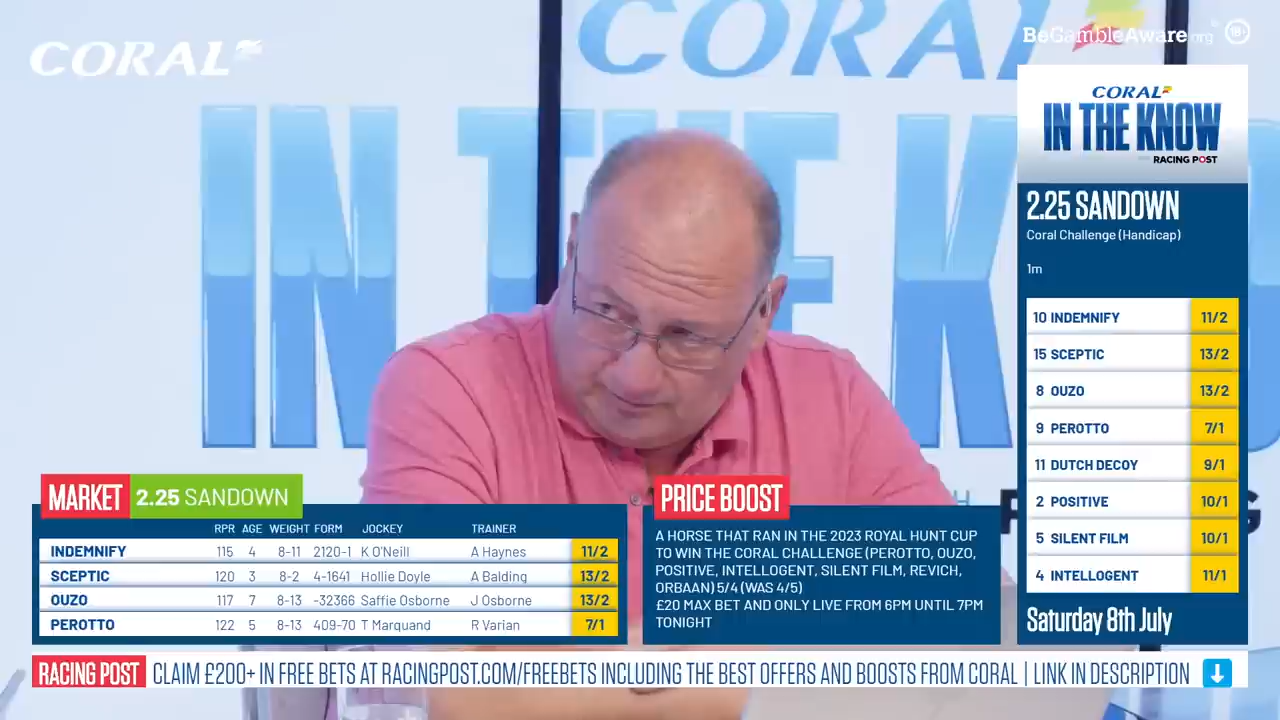 CORAL
CORAL
BeGambleAware.org 18+
IN THE K
CORAL
IN THE KNOW
RACING POST
2.25 SANDOWN
Coral Challenge (Handicap)
1m
10 INDEMNIFY 11/2
15 SCEPTIC 13/2
8 OUZO 13/2
9 PEROTTO 7/1
11 DUTCH DECOY 9/1
2 POSITIVE 10/1
5 SILENT FILM 10/1
4 INTELLOGENT 11/1
Saturday 8th July
MARKET 2.25 SANDOWN
RPR AGE WEIGHT FORM JOCKEY TRAINER
INDEMNIFY 115 4 8-11 2120-1 K O'Neill A Haynes 11/2
SCEPTIC 120 3 8-2 4-1641 Hollie Doyle A Balding 13/2
OUZO 117 7 8-13 -32366 Saffie Osborne J Osborne 13/2
PEROTTO 122 5 8-13 409-70 T Marquand R Varian 7/1
PRICE BOOST
A HORSE THAT RAN IN THE 2023 ROYAL HUNT CUP
TO WIN THE CORAL CHALLENGE (PEROTTO, OUZO,
POSITIVE, INTELLOGENT, SILENT FILM, REVICH,
ORBAAN) 5/4 (WAS 4/5)
£20 MAX BET AND ONLY LIVE FROM 6PM UNTIL 7PM
TONIGHT
RACING POST CLAIM £200+ IN FREE BETS AT RACINGPOST.COM/FREEBETS INCLUDING THE BEST OFFERS AND BOOSTS FROM CORAL | LINK IN DESCRIPTION